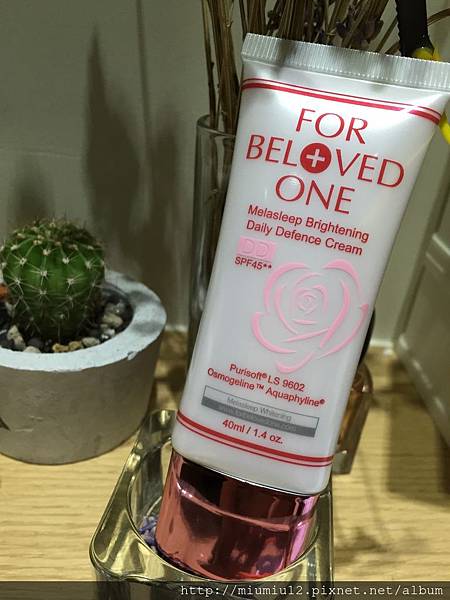 FOR
BELOVED
ONE
Melasleep Brightening
Daily Defence Cream
DD
SPF45**
Purisoft® LS 9602
Osmogeline™ Aquaphyline®
Melasleep Whitening
40ml / 1.4 oz.
http://miumiu12.pixnet.net/album